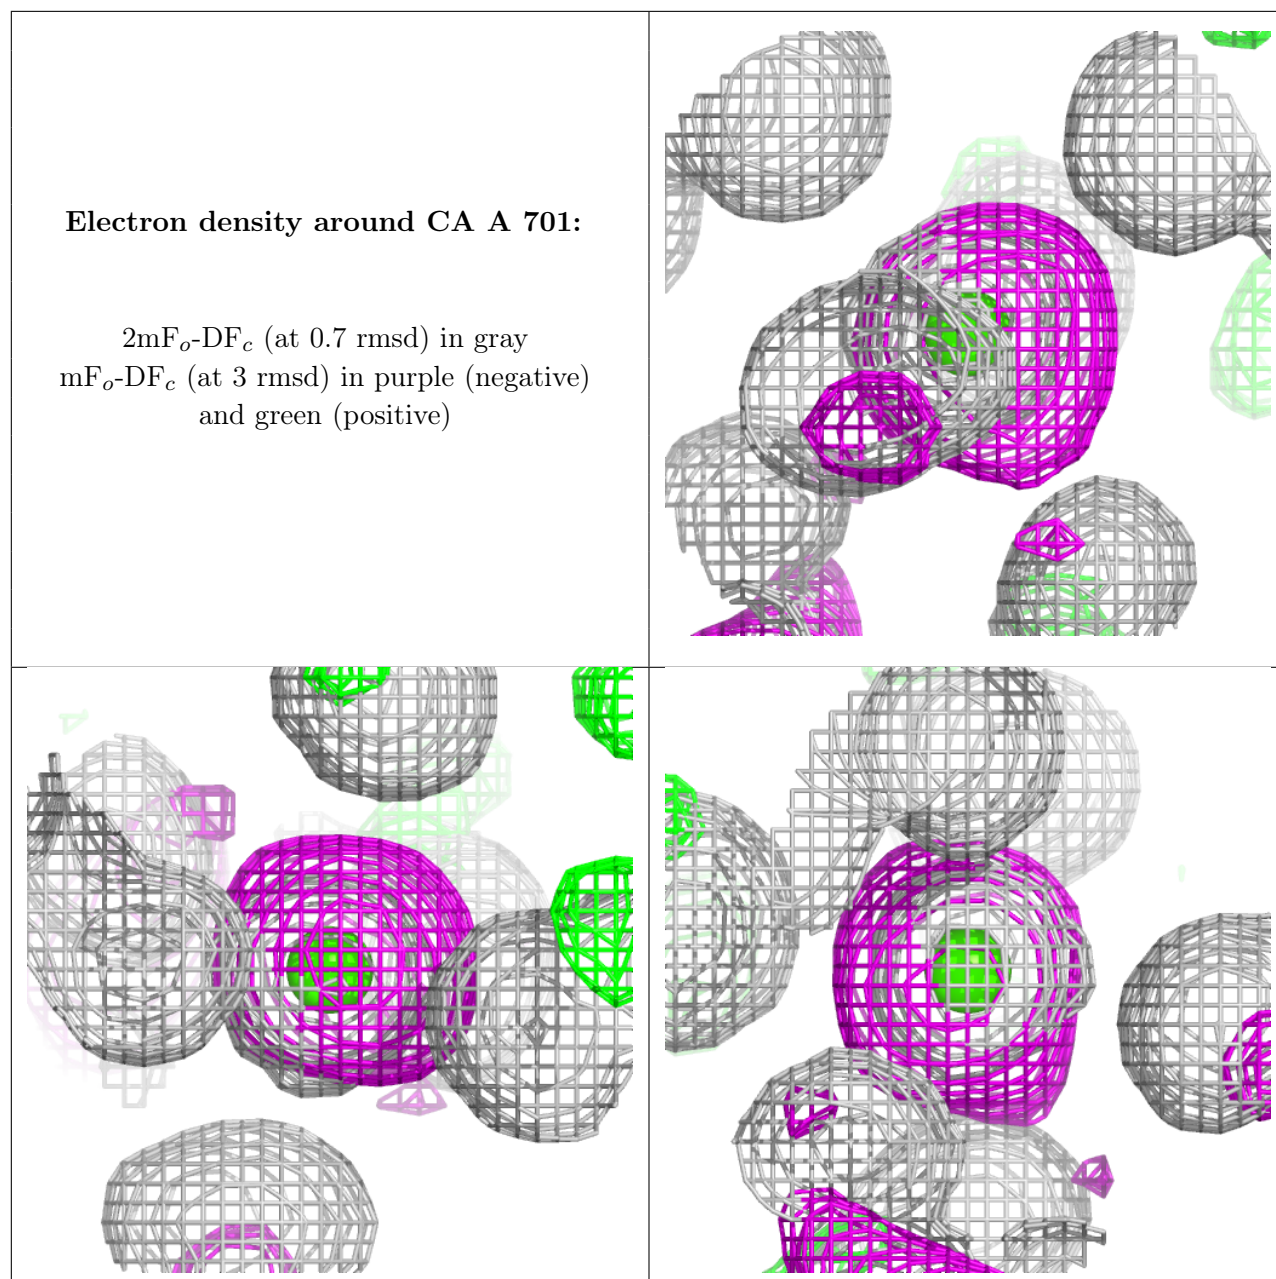 Electron density around CA A 701:
2mFo-DFc (at 0.7 rmsd) in gray
mFo-DFc (at 3 rmsd) in purple (negative)
and green (positive)